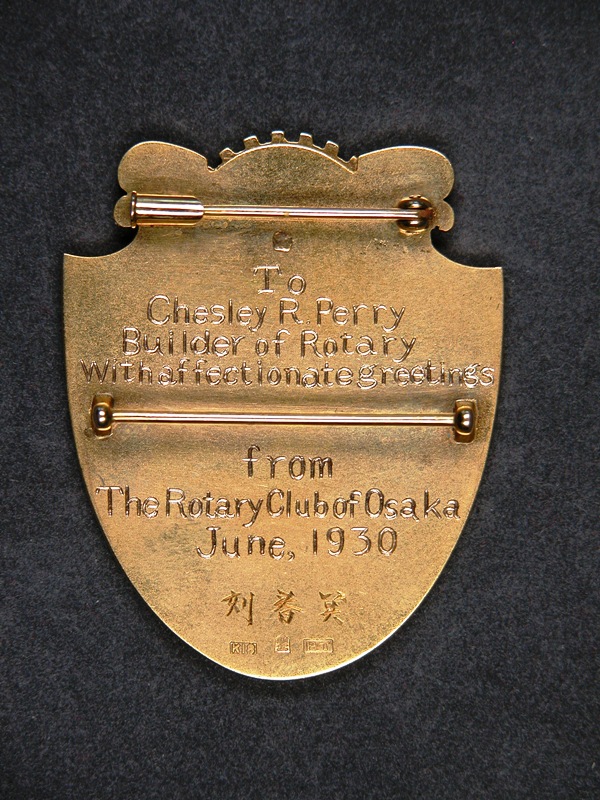 To
Chesley R. Perry
Builder of Rotary
With affectionate greetings
from
The Rotary Club of Osaka
June, 1930